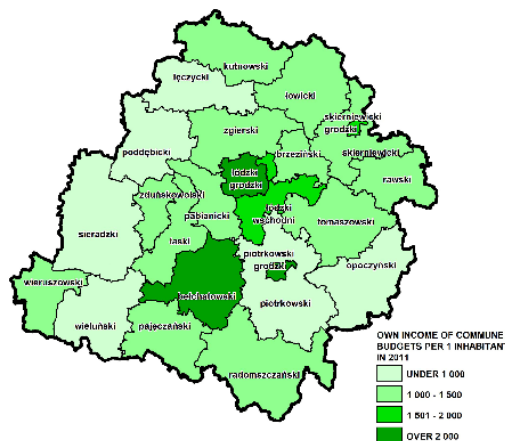 kutnowski
łęczycki
łowicki
skierniewicki
grodzki
zgierski
brzeziński
skierniewicki
poddębicki
łódzki
grodzki
rawski
zduńskowolski
pabianicki
łódzki
wschodni
tomaszowski
sieradzki
łaski
piotrkowski
grodzki
opoczyński
wieruszowski
bełchatowski
piotrkowski
wieluński
pajęczański
radomszczański
OWN INCOME OF COMMUNE
BUDGETS PER 1 INHABITANT
IN 2011
UNDER 1 000
1 000 - 1 500
1 501 - 2 000
OVER 2 000